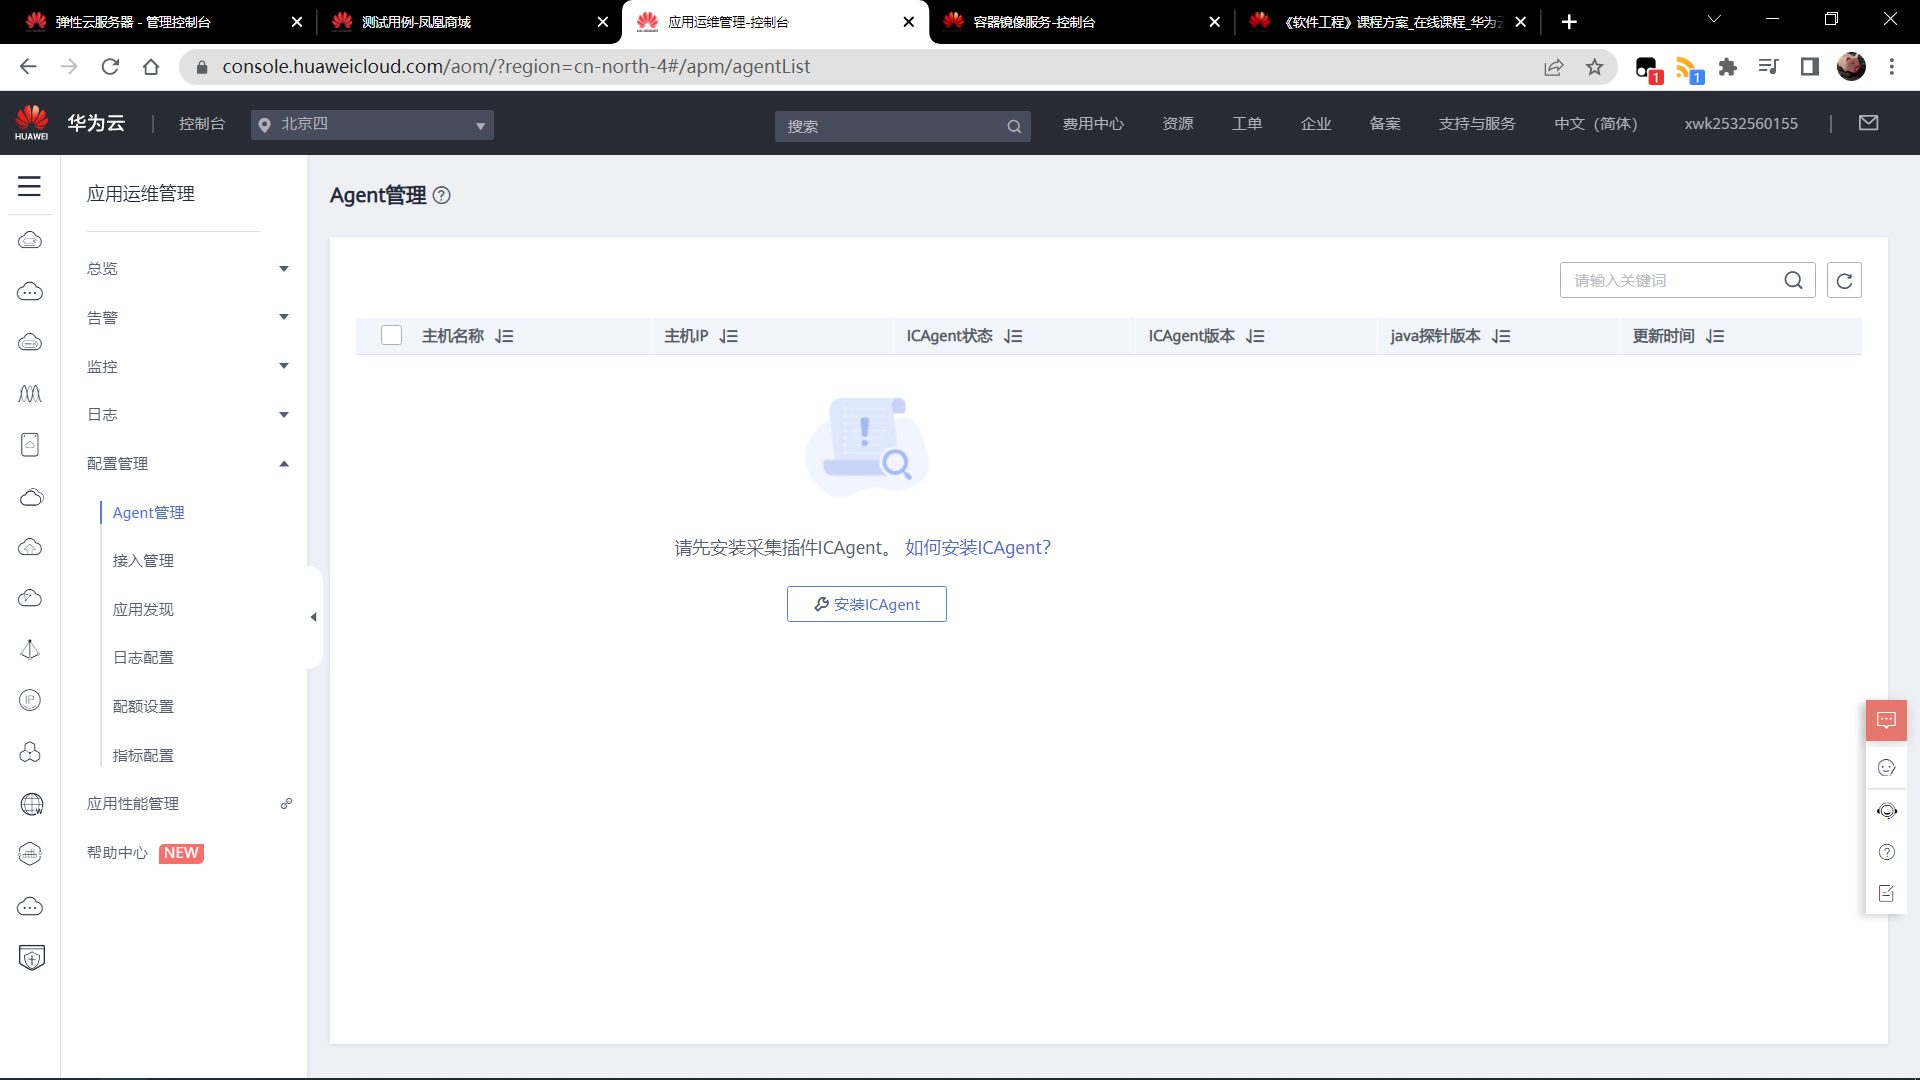 弹性云服务器 - 管理控制台
测试用例-凤凰商城
应用运维管理-控制台
容器镜像服务-控制台
《软件工程》课程方案_在线课程_华为
console.huaweicloud.com/aom/?region=cn-north-4#/apm/agentList
1
1
HUAWEI
华为云
控制台
北京四
搜索
费用中心
资源
工单
企业
备案
支持与服务
中文（简体）
xwk2532560155
应用运维管理
总览
告警
监控
日志
配置管理
Agent管理
接入管理
应用发现
日志配置
配额设置
指标配置
应用性能管理
帮助中心 NEW
IP
Agent管理
请输入关键词
主机名称
主机IP
ICAgent状态
ICAgent版本
java探针版本
更新时间
请先安装采集插件ICAgent。 如何安装ICAgent?
安装ICAgent